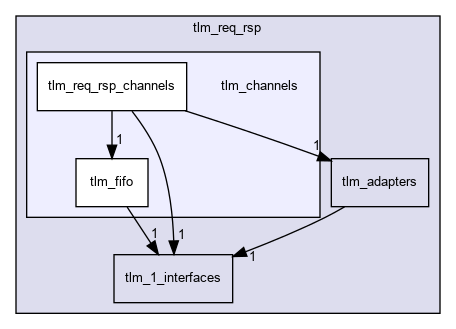 tlm_req_rsp
tlm_req_rsp_channels
tlm_channels
1
1
tlm_fifo
tlm_adapters
1
1
1
tlm_1_interfaces